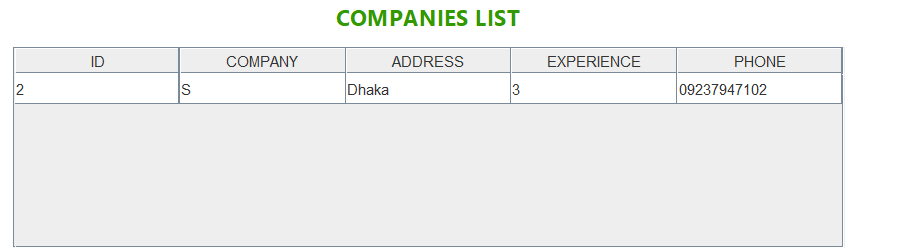 COMPANIES LIST
ID COMPANY ADDRESS EXPERIENCE PHONE
2 S Dhaka 3 09237947102